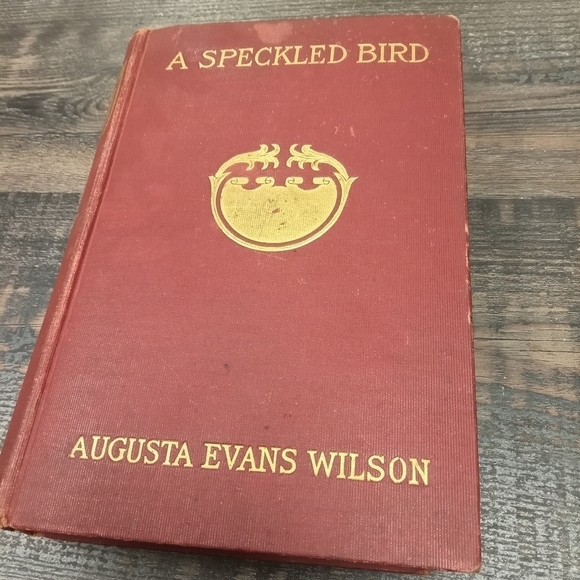 A SPECKLED BIRD
AUGUSTA EVANS WILSON